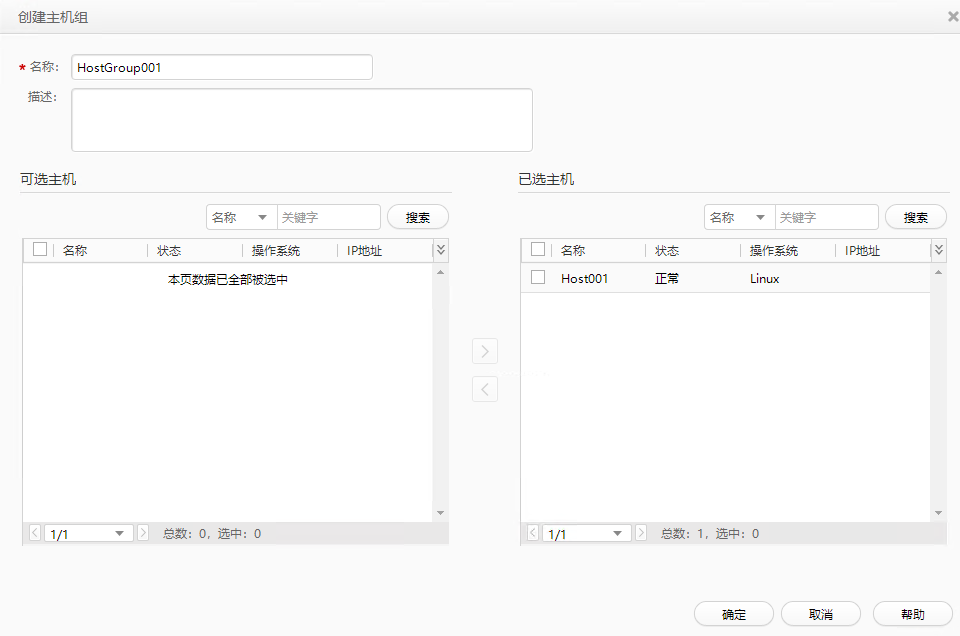 创建主机组
* 名称: HostGroup001
描述:
可选主机 已选主机
名称 关键字 搜索 名称 关键字 搜索
名称 状态 操作系统 IP地址 名称 状态 操作系统 IP地址
本页数据已全部被选中 Host001 正常 Linux
1/1 总数: 0, 选中: 0 1/1 总数: 1, 选中: 0
确定 取消 帮助